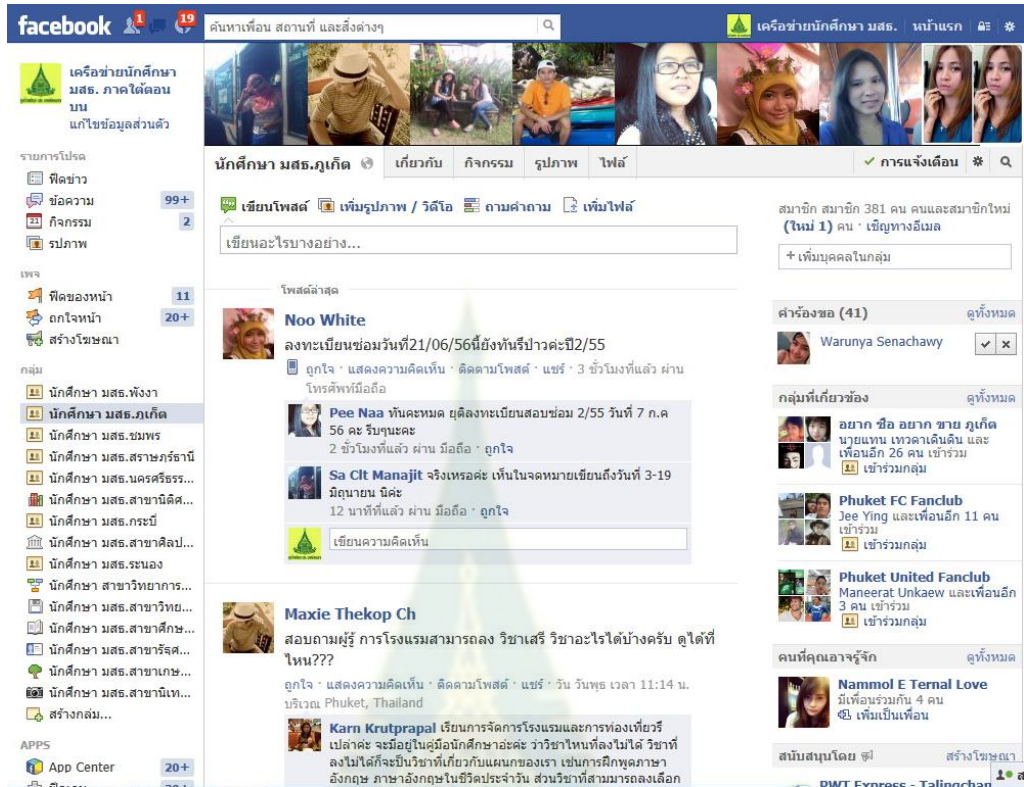 facebook 1 19
ค้นหาเพื่อน สถานที่ และสิ่งต่างๆ
เครือข่ายนักศึกษา มสธ. หน้าแรก
เครือข่ายนักศึกษา
มสธ. ภาคใต้ตอน
บน
แก้ไขข้อมูลส่วนตัว
รายการโปรด
ฟีดข่าว
ข้อความ 99+
กิจกรรม 2
รูปภาพ
เพจ
ฟีดของหน้า 11
ถูกใจหน้า 20+
สร้างโฆษณา
กลุ่ม
นักศึกษา มสธ.พังงา
นักศึกษา มสธ.ภูเก็ต
นักศึกษา มสธ.ชุมพร
นักศึกษา มสธ.สุราษฎร์ธานี
นักศึกษา มสธ.นครศรีธรร...
นักศึกษา มสธ.สาขานิติศ...
นักศึกษา มสธ.กระบี่
นักศึกษา มสธ.สาขาศิลป...
นักศึกษา มสธ.ระนอง
นักศึกษา สาขาวิทยาการ...
นักศึกษา มสธ.สาขาวิทย...
นักศึกษา มสธ.สาขาศึกษ...
นักศึกษา มสธ.สาขารัฐศ...
นักศึกษา มสธ.สาขาเกษ...
นักศึกษา มสธ.สาขานิเท...
สร้างกลุ่ม...
APPS
App Center 20+
นักศึกษา มสธ.ภูเก็ต เกี่ยวกับ กิจกรรม รูปภาพ ไฟล์
✓ การแจ้งเตือน
เขียนโพสต์ เพิ่มรูปภาพ / วิดีโอ ถามคำถาม เพิ่มไฟล์
เขียนอะไรบางอย่าง...
โพสต์ล่าสุด
Noo White
ลงทะเบียนซ่อมวันที่21/06/56นี้ยังทันรึป่าวค่ะปี2/55
ถูกใจ · แสดงความคิดเห็น · ติดตามโพสต์ · แชร์ · 3 ชั่วโมงที่แล้ว ผ่าน
โทรศัพท์มือถือ
Pee Naa ทันคะหมด ยุติลงทะเบียนสอบซ่อม 2/55 วันที่ 7 ก.ค
56 คะ รีบๆนะคะ
2 ชั่วโมงที่แล้ว ผ่าน มือถือ · ถูกใจ
Sa Clt Manajit จริงเหรอค่ะ เห็นในจดหมายเขียนถึงวันที่ 3-19
มิถุนายน นิค่ะ
12 นาทีที่แล้ว ผ่าน มือถือ · ถูกใจ
เขียนความคิดเห็น
Maxie Thekop Ch
สอบถามผู้รู้ การโรงแรมสามารถลง วิชาเสรี วิชาอะไรได้บ้างครับ ดูได้ที่
ไหน???
ถูกใจ · แสดงความคิดเห็น · ติดตามโพสต์ · แชร์ · วัน วันพุธ เวลา 11:14 น.
บริเวณ Phuket, Thailand
Karn Krutprapal เรียนการจัดการโรงแรมและการท่องเที่ยวรึ
เปล่าค่ะ จะมีอยู่ในคู่มือนักศึกษาอ่ะค่ะ ว่าวิชาไหนที่ลงไม่ได้ วิชาที่
ลงไม่ได้ก็จะป็นวิชาที่เกี่ยวกับแผนกของเรา เช่นการฝึกพูดภาษา
อังกฤษ ภาษาอังกฤษในชีวิตประจำวัน ส่วนวิชาที่สามมารถลงเลือก
สมาชิก สมาชิก 381 คน คนและสมาชิกใหม่
(ใหม่ 1) คน · เชิญทางอีเมล
+ เพิ่มบุคคลในกลุ่ม
คำร้องขอ (41) ดูทั้งหมด
Warunya Senachawy
กลุ่มที่เกี่ยวข้อง ดูทั้งหมด
อยาก ซื้อ อยาก ขาย ภูเก็ต
นายแทน เทวดาเดินดิน และ
เพื่อนอีก 26 คน เข้าร่วม
เข้าร่วมกลุ่ม
Phuket FC Fanclub
Jee Ying และเพื่อนอีก 11 คน
เข้าร่วม
เข้าร่วมกลุ่ม
Phuket United Fanclub
Maneerat Unkaew และเพื่อนอีก
3 คน เข้าร่วม
เข้าร่วมกลุ่ม
คนที่คุณอาจรู้จัก ดูทั้งหมด
Nammol E Ternal Love
มีเพื่อนร่วมกัน 4 คน
เพิ่มเป็นเพื่อน
สนับสนุนโดย สร้างโฆษณา
PWT Express - Talingchan